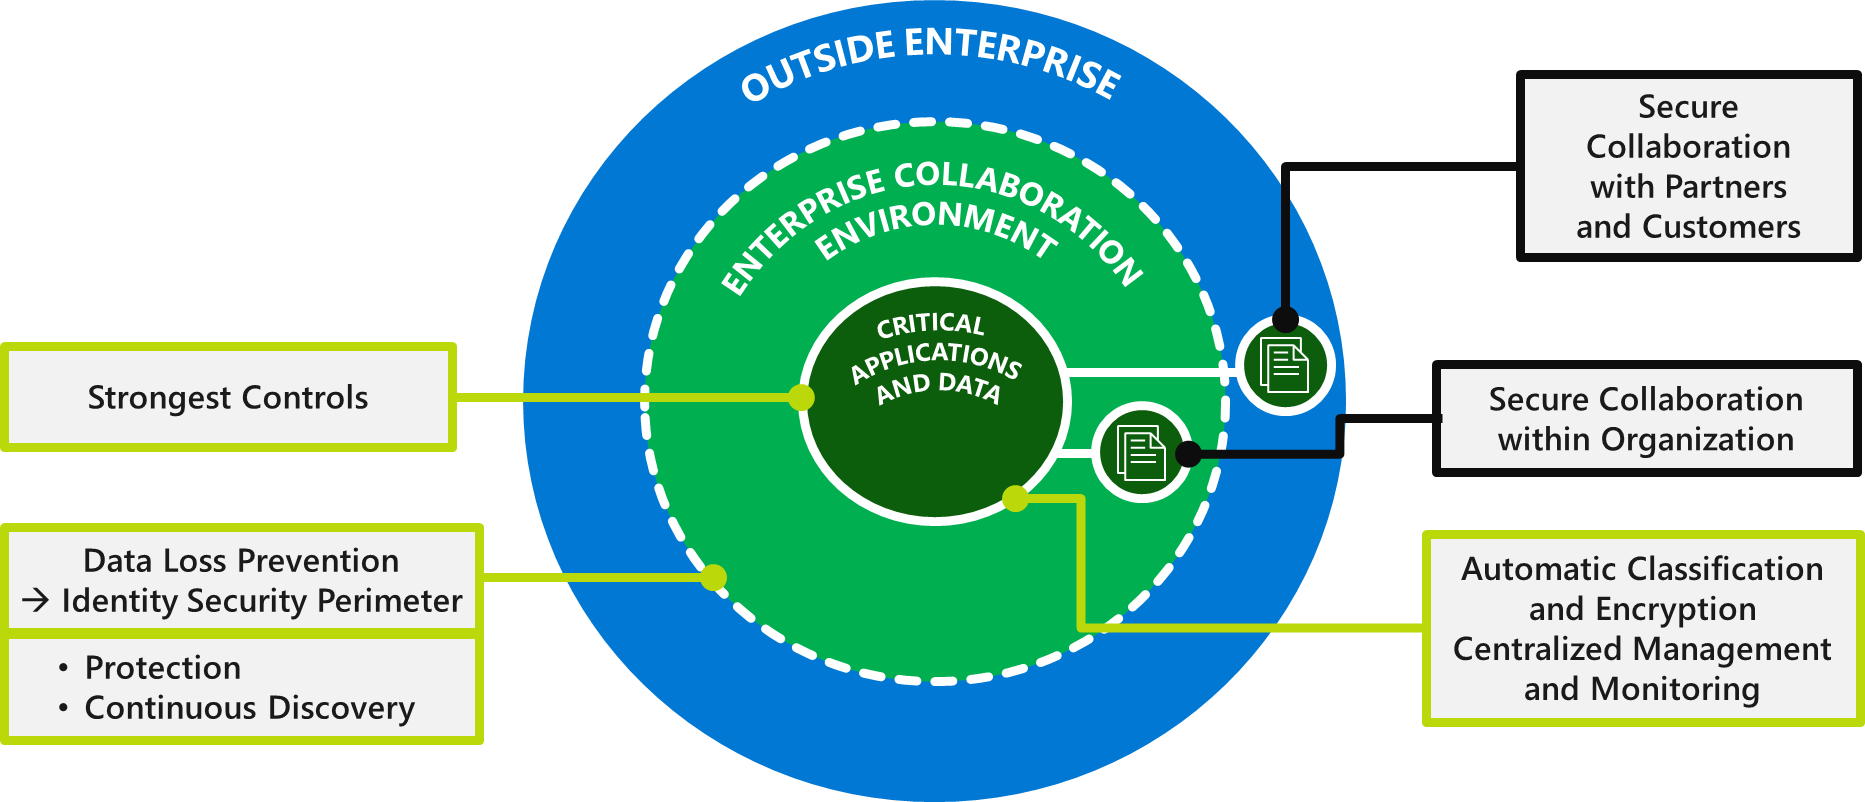 OUTSIDE ENTERPRISE
ENTERPRISE COLLABORATION
ENVIRONMENT
CRITICAL
APPLICATIONS
AND DATA
Strongest Controls
Data Loss Prevention
→ Identity Security Perimeter
• Protection
• Continuous Discovery
Secure
Collaboration
with Partners
and Customers
Secure Collaboration
within Organization
Automatic Classification
and Encryption
Centralized Management
and Monitoring